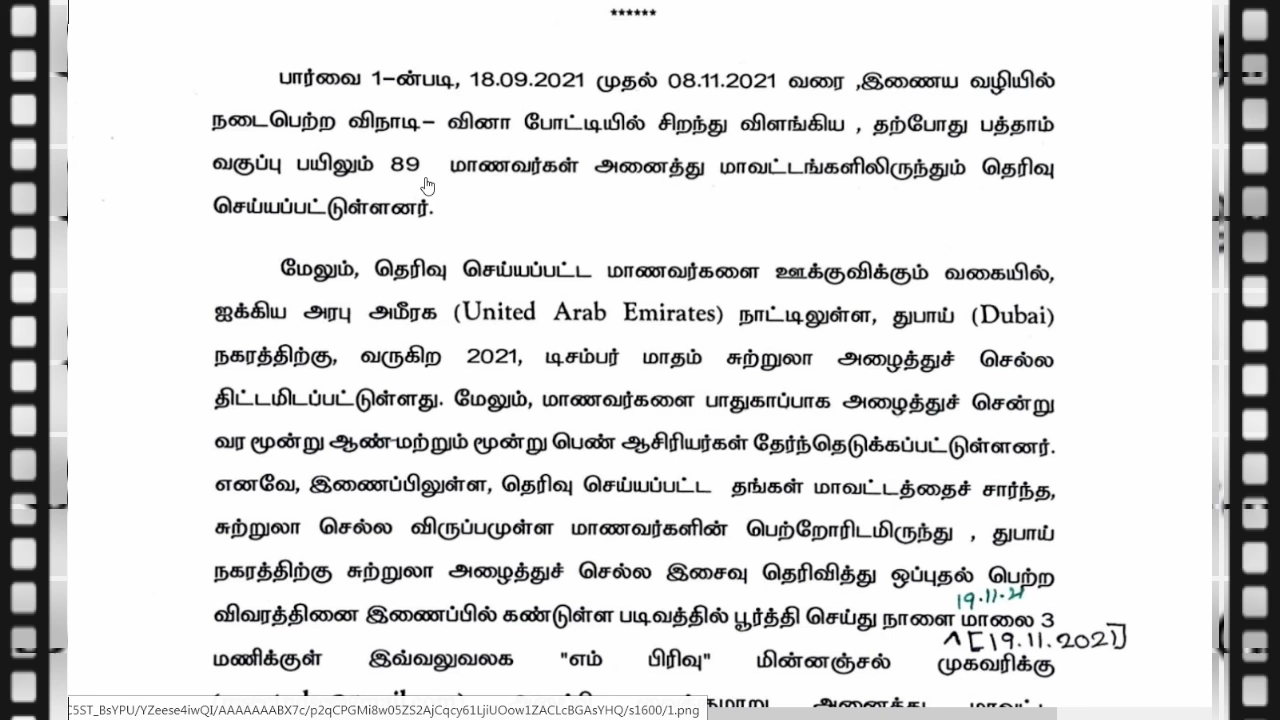 ******
பார்வை 1-ன்படி, 18.09.2021 முதல் 08.11.2021 வரை ,இணைய வழியில்
நடைபெற்ற விநாடி- வினா போட்டியில் சிறந்து விளங்கிய , தற்போது பத்தாம்
வகுப்பு பயிலும் 89 மாணவர்கள் அனைத்து மாவட்டங்களிலிருந்தும் தெரிவு
செய்யப்பட்டுள்ளனர்.
மேலும், தெரிவு செய்யப்பட்ட மாணவர்களை ஊக்குவிக்கும் வகையில்,
ஐக்கிய அரபு அமீரக (United Arab Emirates) நாட்டிலுள்ள, துபாய் (Dubai)
நகரத்திற்கு, வருகிற 2021, டிசம்பர் மாதம் சுற்றுலா அழைத்துச் செல்ல
திட்டமிடப்பட்டுள்ளது. மேலும், மாணவர்களை பாதுகாப்பாக அழைத்துச் சென்று
வர மூன்று ஆண் மற்றும் மூன்று பெண் ஆசிரியர்கள் தேர்ந்தெடுக்கப்பட்டுள்ளனர்.
எனவே, இணைப்பிலுள்ள, தெரிவு செய்யப்பட்ட தங்கள் மாவட்டத்தைச் சார்ந்த,
சுற்றுலா செல்ல விருப்பமுள்ள மாணவர்களின் பெற்றோரிடமிருந்து , துபாய்
நகரத்திற்கு சுற்றுலா அழைத்துச் செல்ல இசைவு தெரிவித்து ஒப்புதல் பெற்ற
19.11.21
விவரத்தினை இணைப்பில் கண்டுள்ள படிவத்தில் பூர்த்தி செய்து நாளை மாலை 3
^[19.11.2021]
மணிக்குள் இவ்வலுவலக "எம் பிரிவு" மின்னஞ்சல் முகவரிக்கு